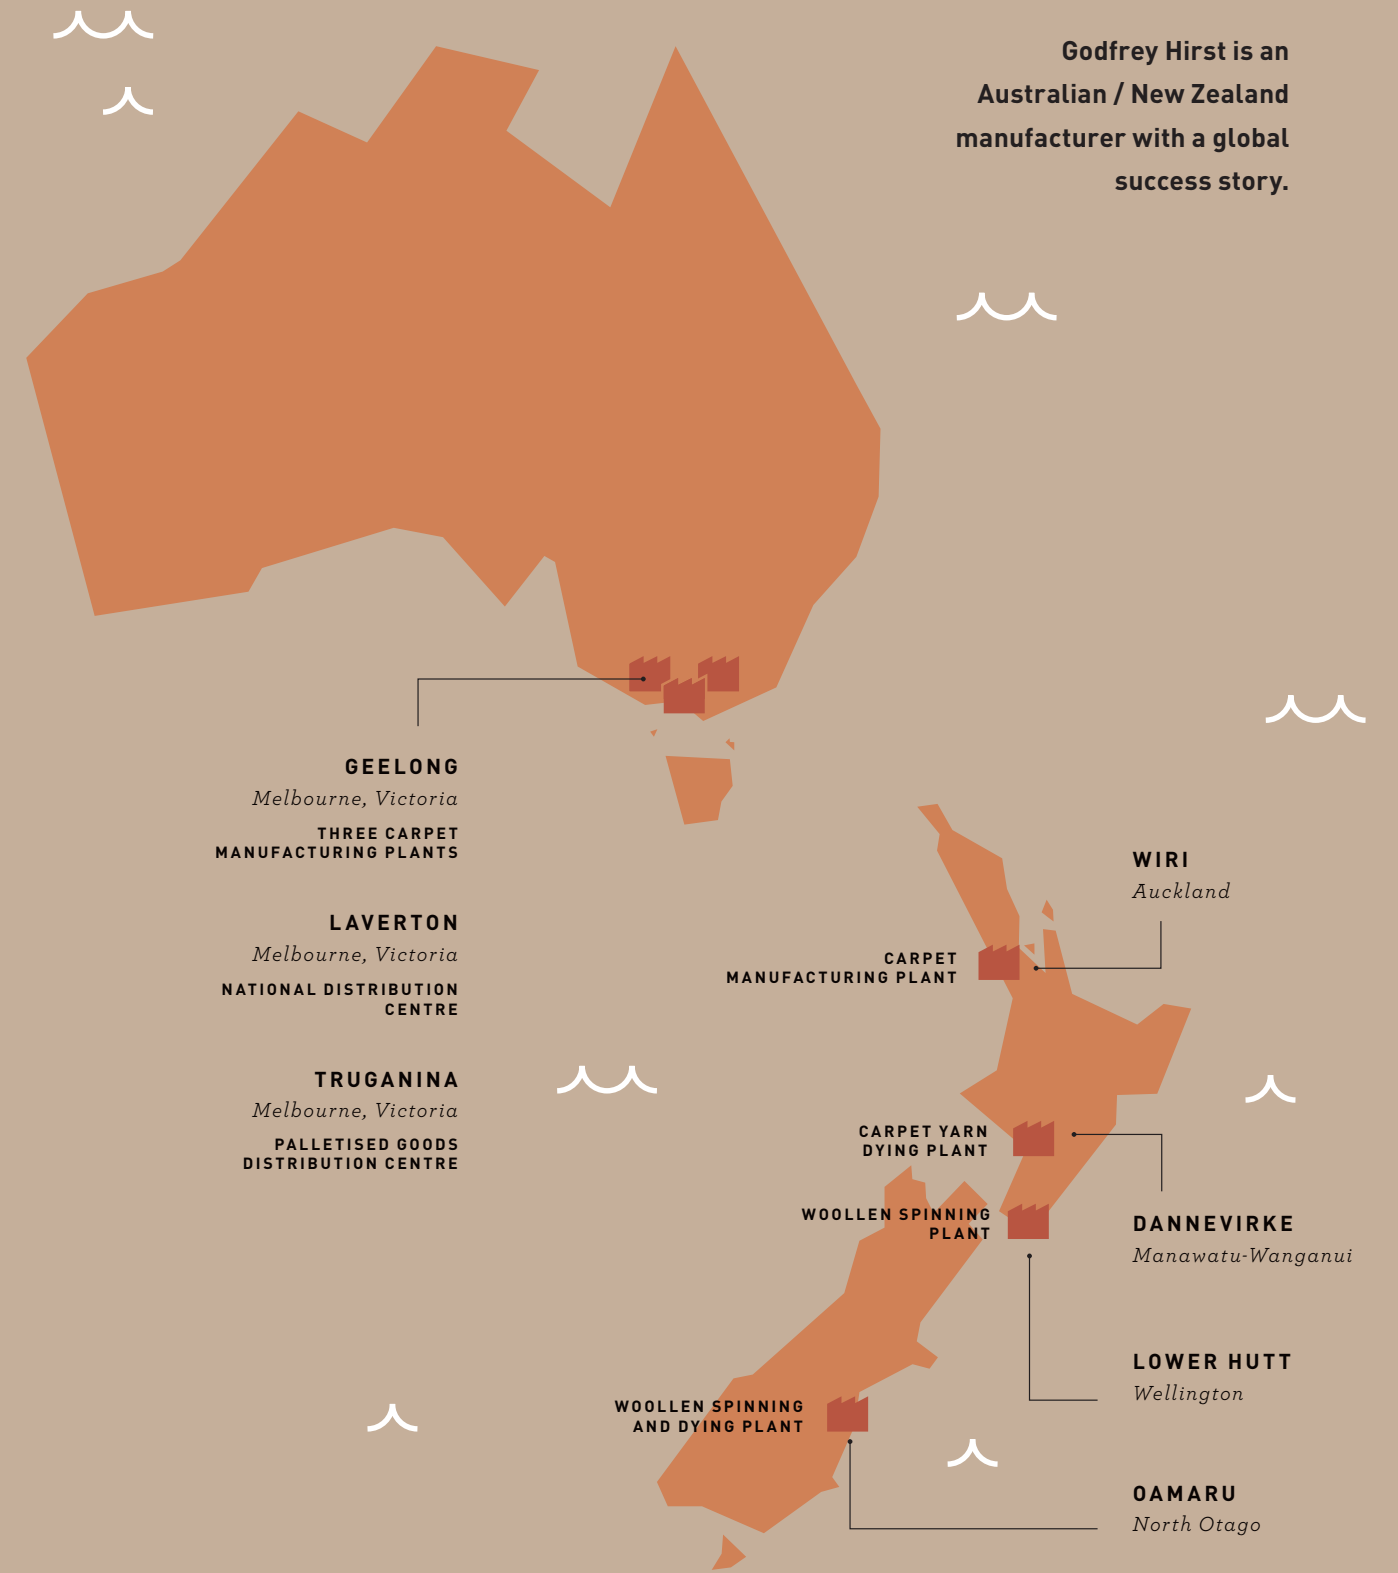 Godfrey Hirst is an
Australian / New Zealand
manufacturer with a global
success story.
GEELONG
Melbourne, Victoria
THREE CARPET
MANUFACTURING PLANTS
LAVERTON
Melbourne, Victoria
NATIONAL DISTRIBUTION
CENTRE
TRUGANINA
Melbourne, Victoria
PALLETISED GOODS
DISTRIBUTION CENTRE
WIRI
Auckland
CARPET
MANUFACTURING PLANT
CARPET YARN
DYING PLANT
DANNEVIRKE
Manawatu-Wanganui
WOOLLEN SPINNING
PLANT
LOWER HUTT
Wellington
WOOLLEN SPINNING
AND DYING PLANT
OAMARU
North Otago